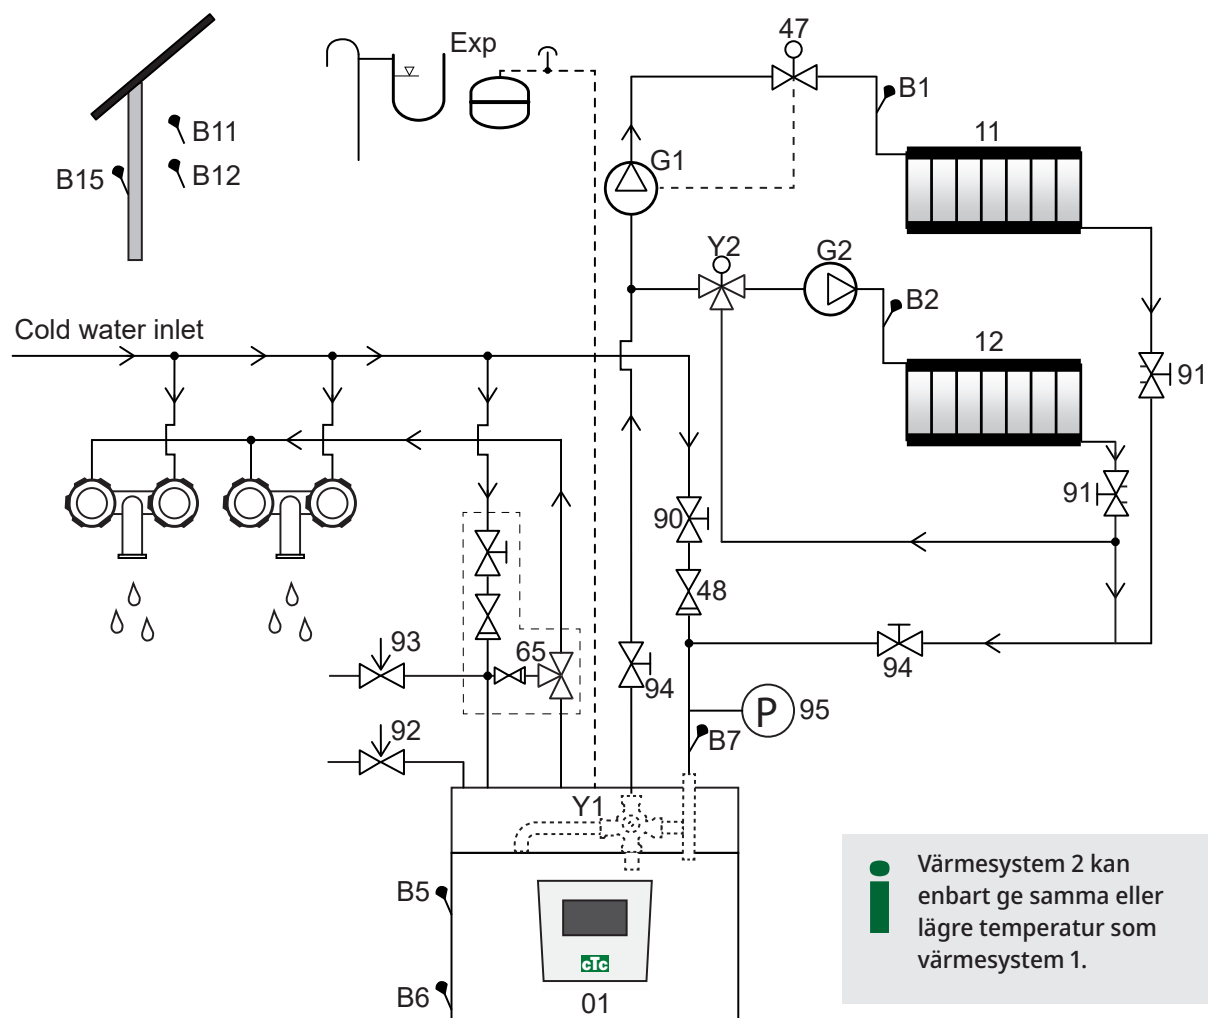 47
Exp
B1
11
B11
G1
B12
B15
Y2
G2
B2
Cold water inlet
12
91
91
90
48
93
65
94
94
P
95
92
B7
Y1
B5
cTc
B6
01
Värmesystem 2 kan
enbart ge samma eller
lägre temperatur som
värmesystem 1.
i